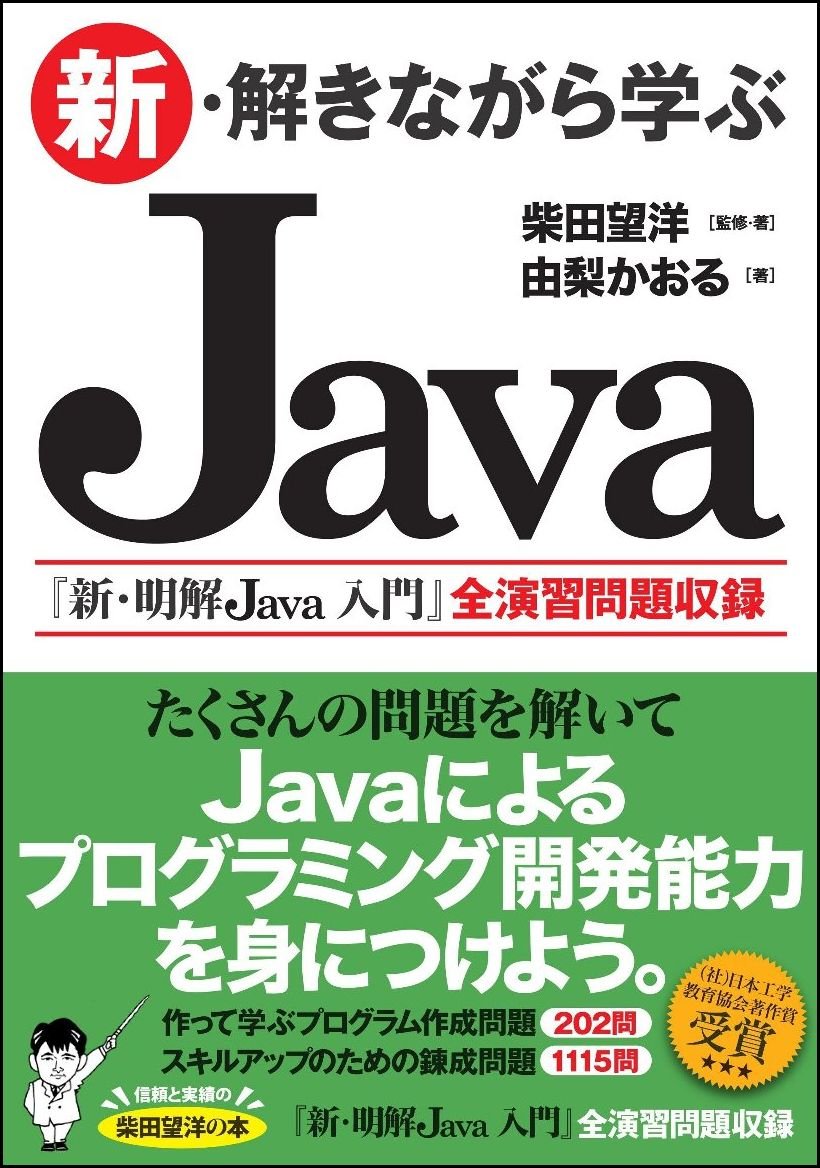 新・解きながら学ぶ
Java
柴田望洋 [監修・著]
由梨かおる [著]
『新・明解Java 入門』全演習問題収録
たくさんの問題を解いて
Javaによる
プログラミング開発能力
を身につけよう。
作って学ぶプログラム作成問題 202問
スキルアップのための錬成問題 1115問
(社)日本工学
教育協会著作賞
受賞
★★★
信頼と実績の
柴田望洋の本
『新・明解Java 入門』全演習問題収録